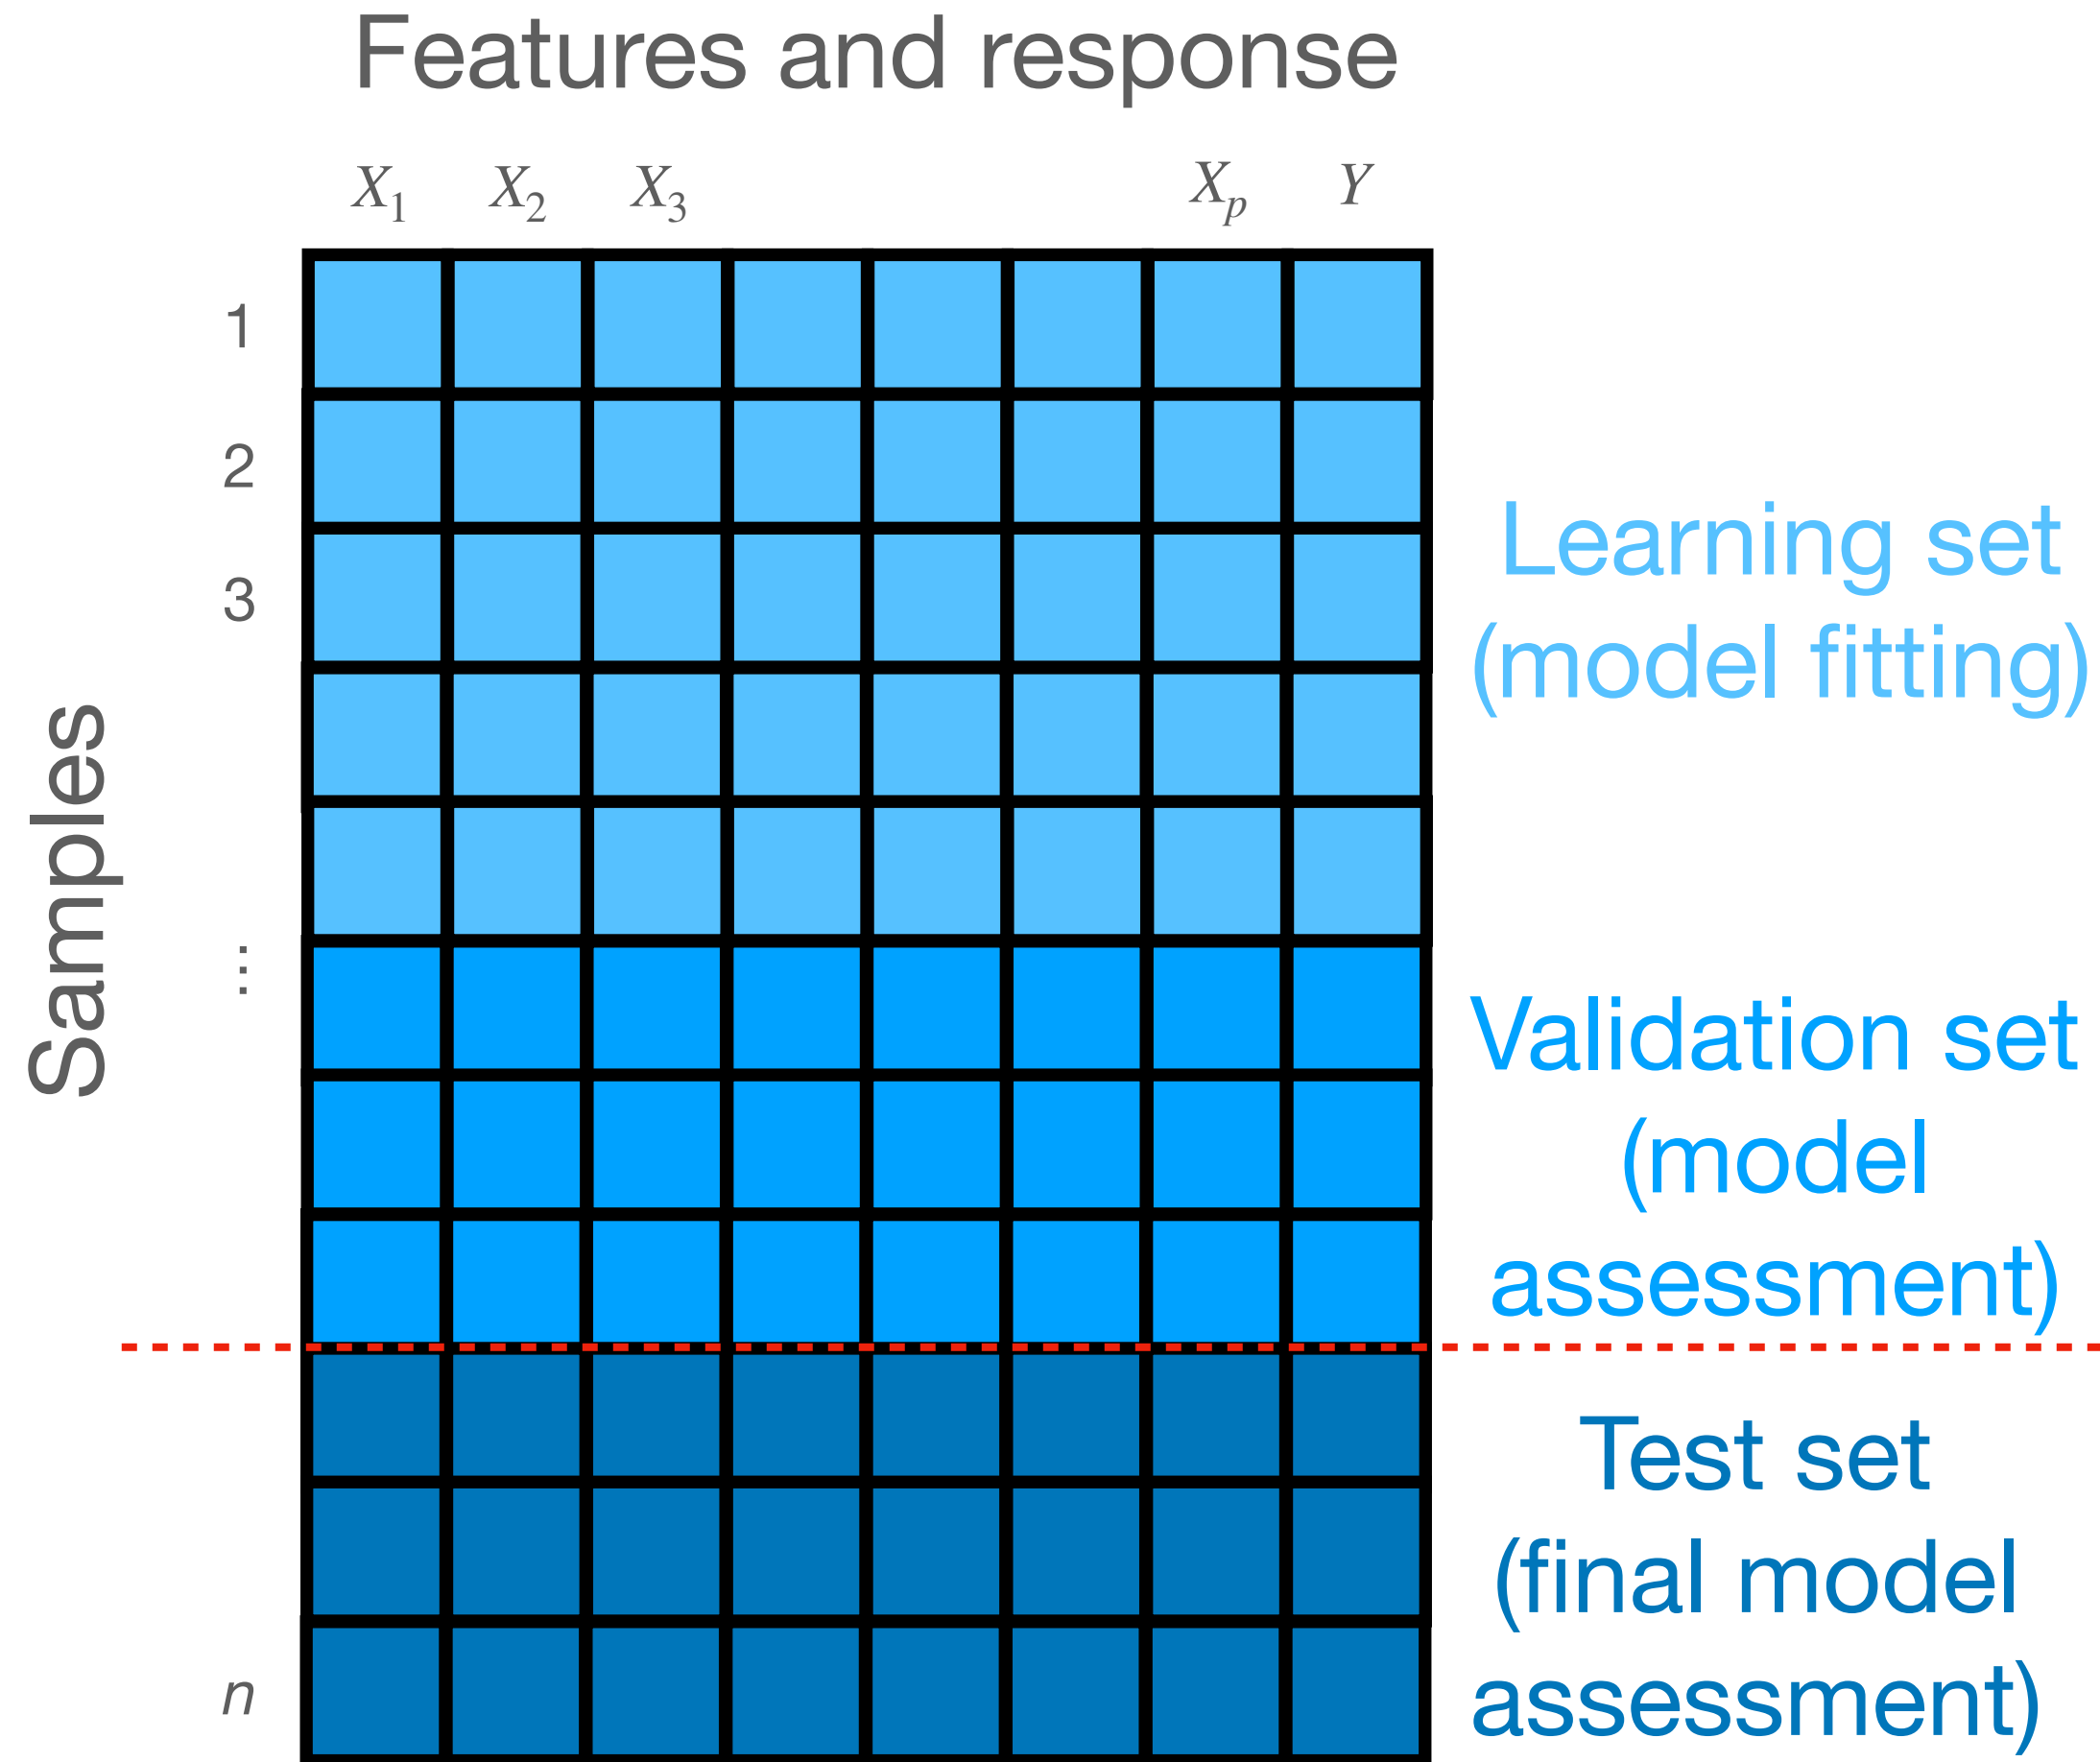 Features and response
X1 X2 X3 Xp Y
1
2
3
Samples
...
n
Learning set
(model fitting)
Validation set
(model
assessment)
Test set
(final model
assessment)